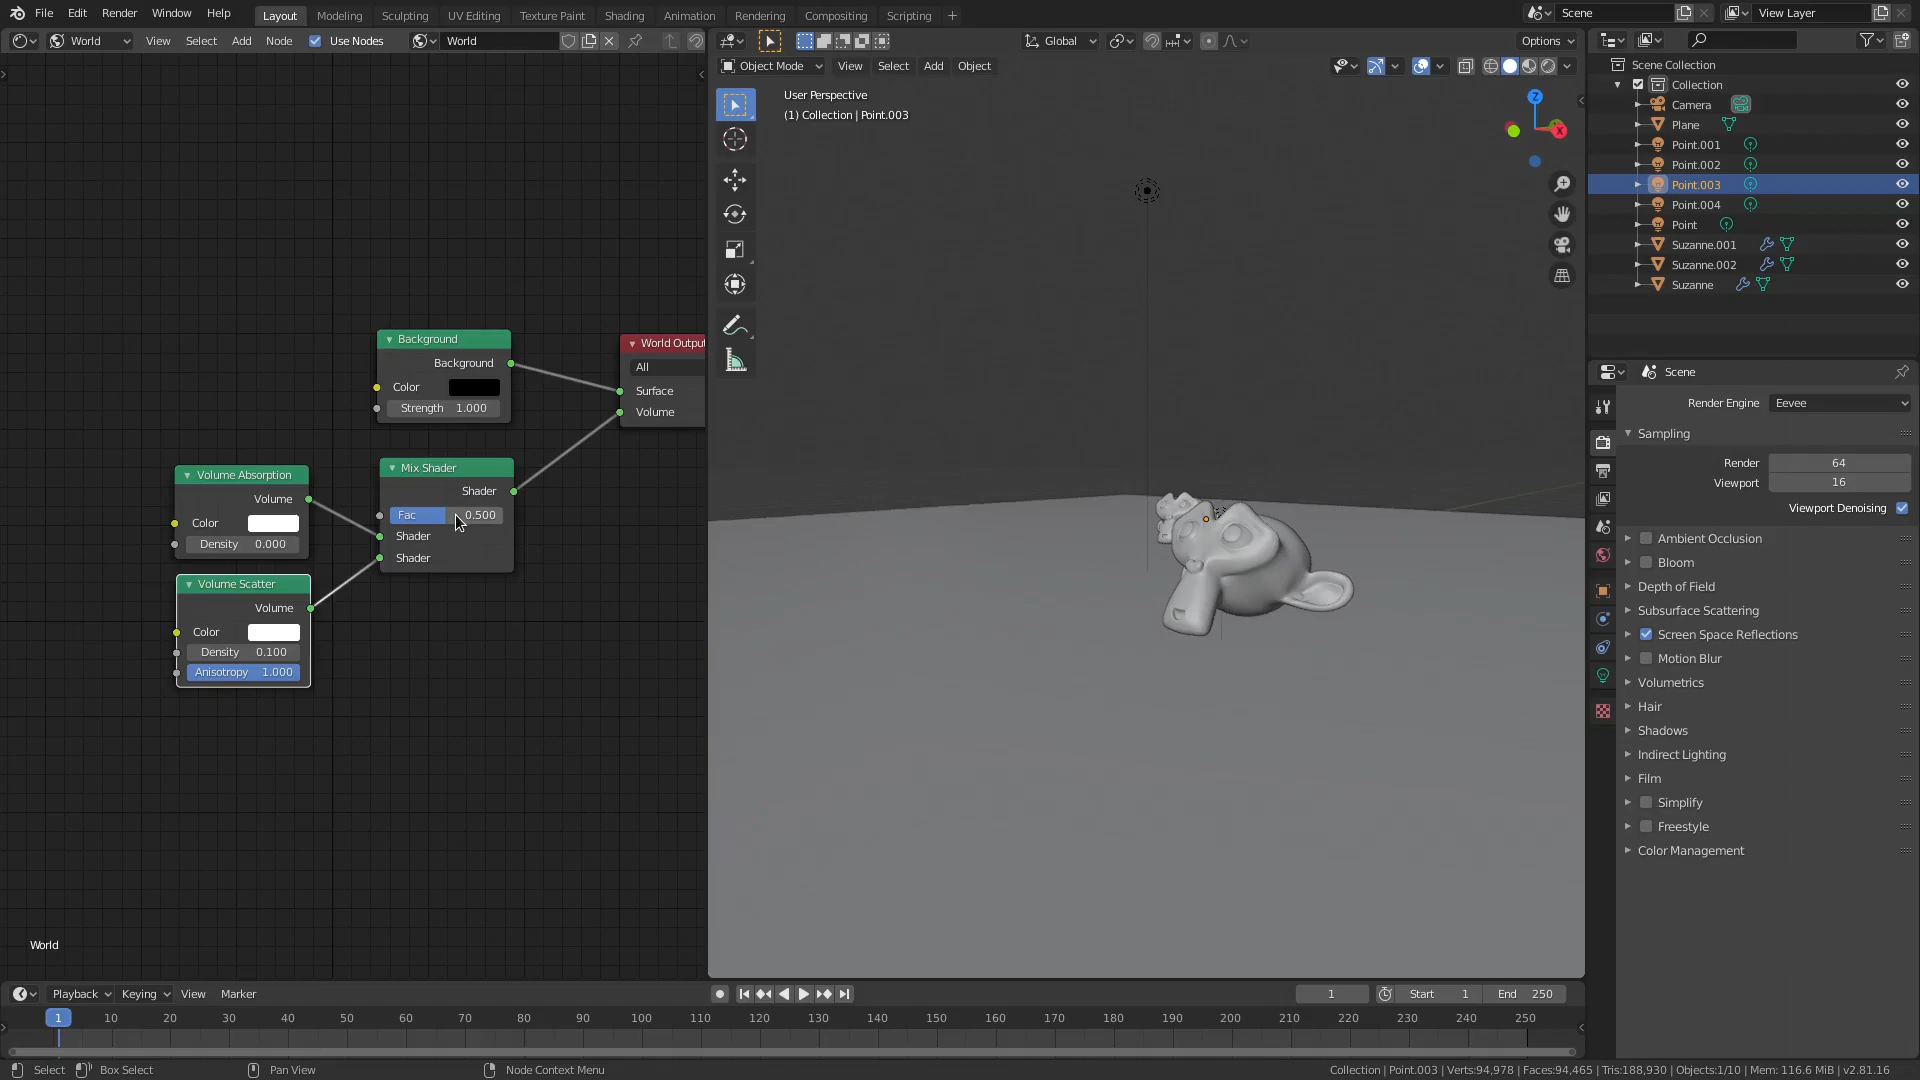 File Edit Render Window Help
Layout Modeling Sculpting UV Editing Texture Paint Shading Animation Rendering Compositing Scripting +
Scene
View Layer
World View Select Add Node Use Nodes World
Global
Options
Object Mode View Select Add Object
User Perspective
(1) Collection | Point.003
Z
X
Background
Background
Color
Strength 1.000
World Output
All
Surface
Volume
Volume Absorption
Volume
Color
Density 0.000
Mix Shader
Shader
Fac 0.500
Shader
Shader
Volume Scatter
Volume
Color
Density 0.100
Anisotropy 1.000
World
Scene Collection
Collection
Camera
Plane
Point.001
Point.002
Point.003
Point.004
Point
Suzanne.001
Suzanne.002
Suzanne
Scene
Render Engine Eevee
Sampling
Render 64
Viewport 16
Viewport Denoising
Ambient Occlusion
Bloom
Depth of Field
Subsurface Scattering
Screen Space Reflections
Motion Blur
Volumetrics
Hair
Shadows
Indirect Lighting
Film
Simplify
Freestyle
Color Management
Playback Keying View Marker
1 Start 1 End 250
1 10 20 30 40 50 60 70 80 90 100 110 120 130 140 150 160 170 180 190 200 210 220 230 240 250
Select Box Select Pan View Node Context Menu
Collection | Point.003 | Verts:94,978 | Faces:94,465 | Tris:188,930 | Objects:1/10 | Mem: 116.6 MiB | v2.81.16